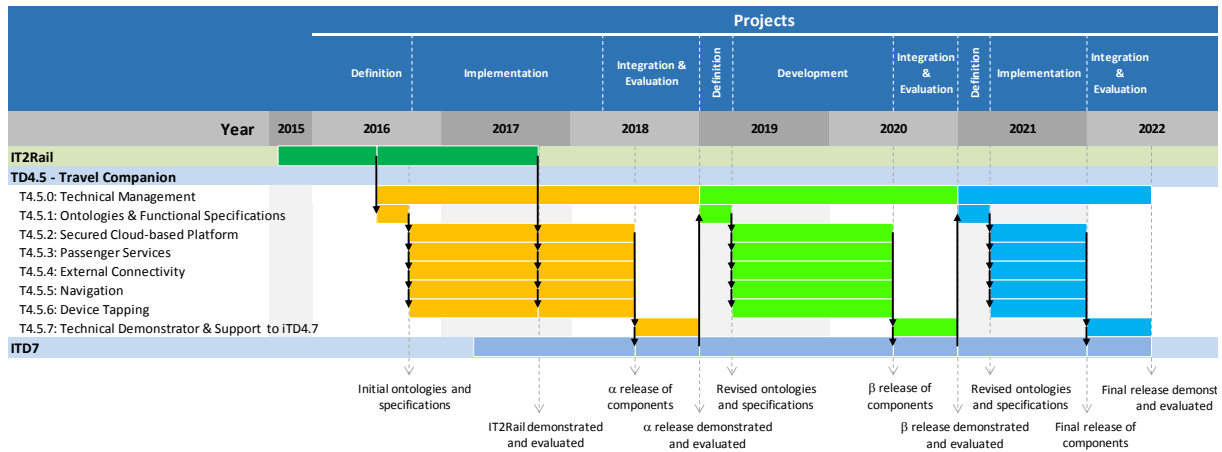 Projects
Definition
Implementation
Integration &
Evaluation
Definition
Development
Integration
&
Evaluation
Definition
Implementation
Integration
&
Evaluation
Year 2015 2016 2017 2018 2019 2020 2021 2022
IT2Rail
TD4.5 - Travel Companion
T4.5.0: Technical Management
T4.5.1: Ontologies & Functional Specifications
T4.5.2: Secured Cloud-based Platform
T4.5.3: Passenger Services
T4.5.4: External Connectivity
T4.5.5: Navigation
T4.5.6: Device Tapping
T4.5.7: Technical Demonstrator & Support to iTD4.7
ITD7
Initial ontologies and
specifications
IT2Rail demonstrated
and evaluated
α release of
components
α release demonstrated
and evaluated
Revised ontologies
and specifications
β release of
components
β release demonstrated
and evaluated
Revised ontologies
and specifications
Final release of
components
Final release demonst
and evaluated